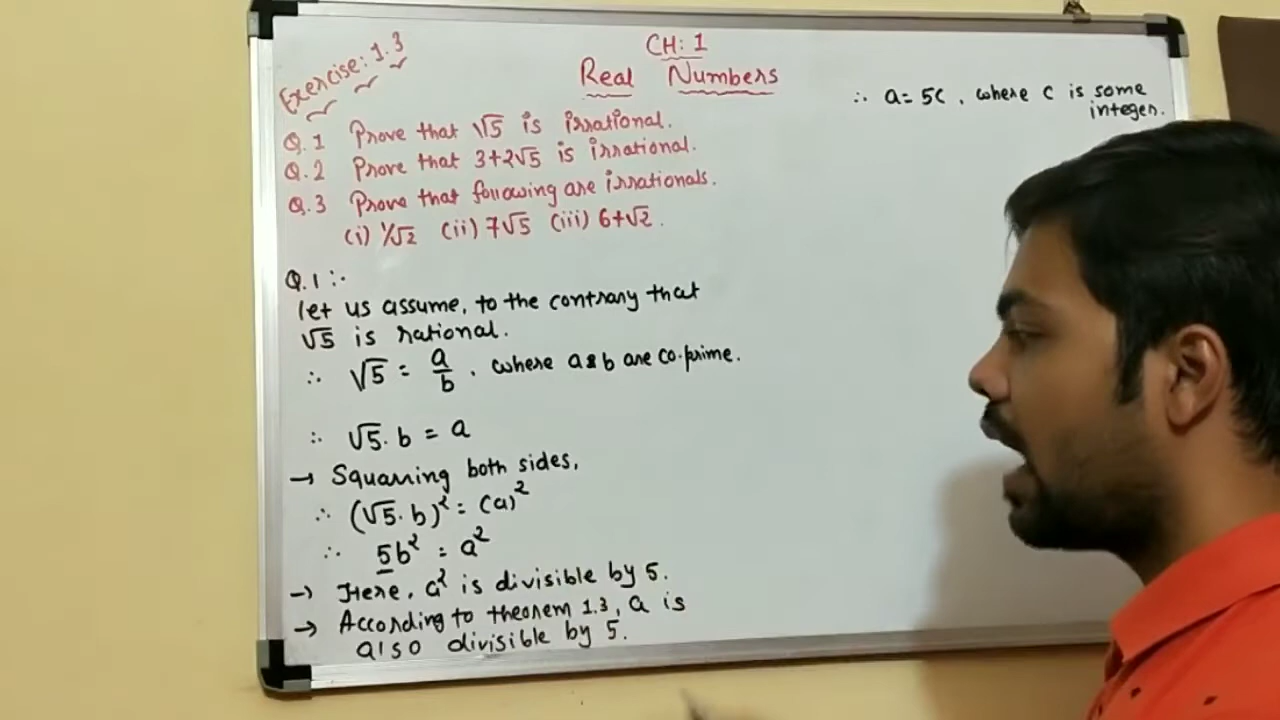 Exercise: 1.3
CH: 1
Real Numbers
Q.1 Prove that √5 is irrational.
Q.2 Prove that 3+2√5 is irrational.
Q.3 Prove that following are irrationals.
(i) 1/√2 (ii) 7√5 (iii) 6+√2.
Q.1 :-
let us assume, to the contrary that
√5 is rational.
∴ √5 = a/b , where a & b are co-prime.
∴ √5. b = a
→ Squarring both sides,
∴ (√5. b)² = (a)²
∴ 5b² = a²
→ Here, a² is divisible by 5.
→ According to theorem 1.3, a is
also divisible by 5.
∴ a = 5c , where c is some
integer.